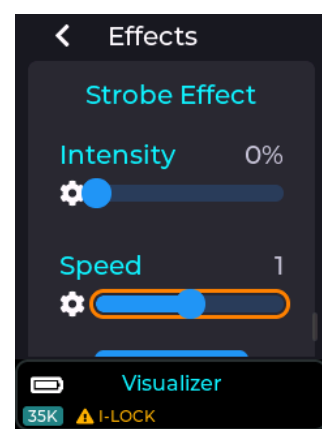 Effects
Strobe Effect
Intensity 0%
Speed 1
Visualizer
35K I-LOCK